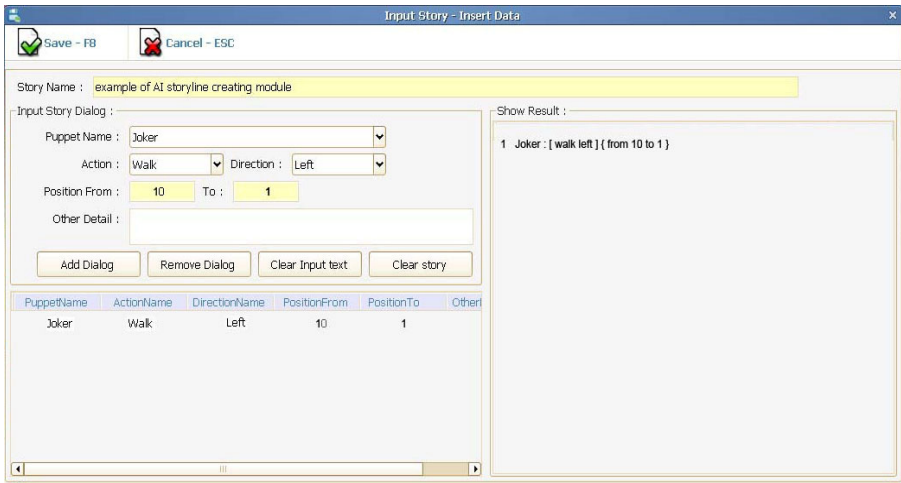 Input Story - Insert Data
Save - F8 Cancel - ESC
Story Name : example of AI storyline creating module
Input Story Dialog :
Puppet Name : Joker
Action : Walk Direction : Left
Position From : 10 To : 1
Other Detail :
Add Dialog Remove Dialog Clear Input text Clear story
PuppetName ActionName DirectionName PositionFrom PositionTo Other
Joker Walk Left 10 1
Show Result :
1 Joker : [ walk left ] { from 10 to 1 }